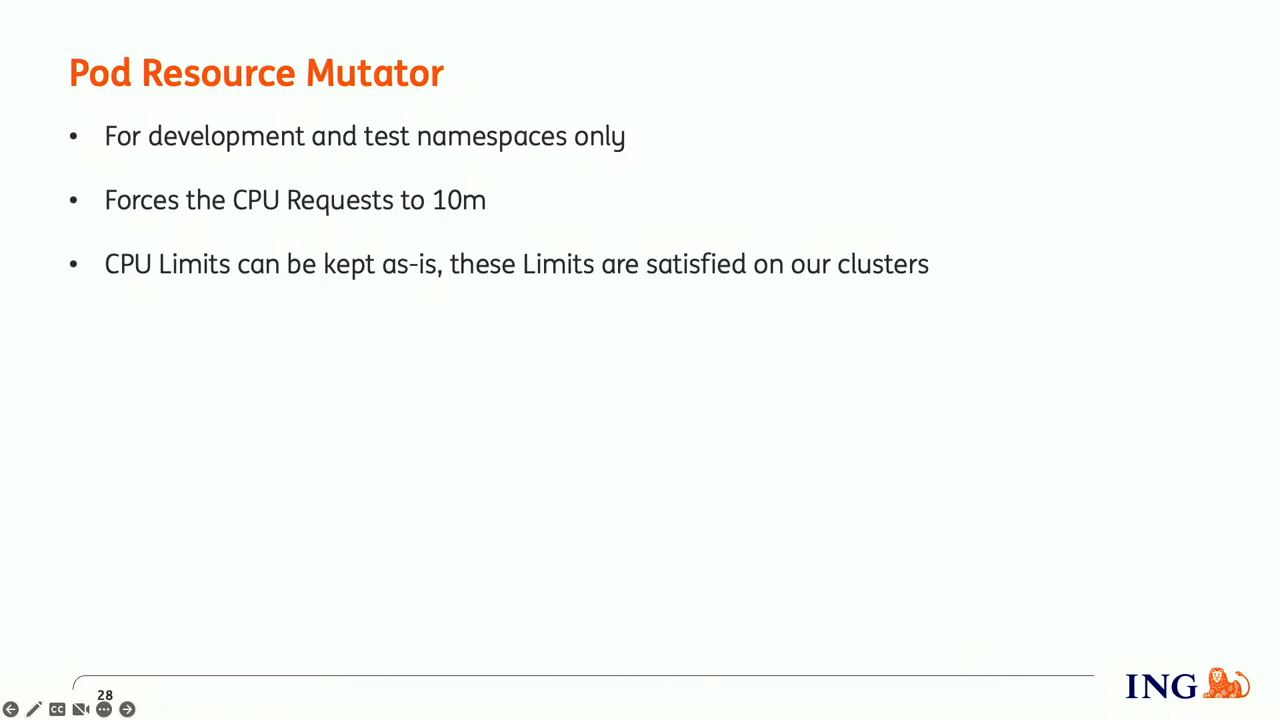 Pod Resource Mutator
• For development and test namespaces only
• Forces the CPU Requests to 10m
• CPU Limits can be kept as-is, these Limits are satisfied on our clusters
28
CC
ING